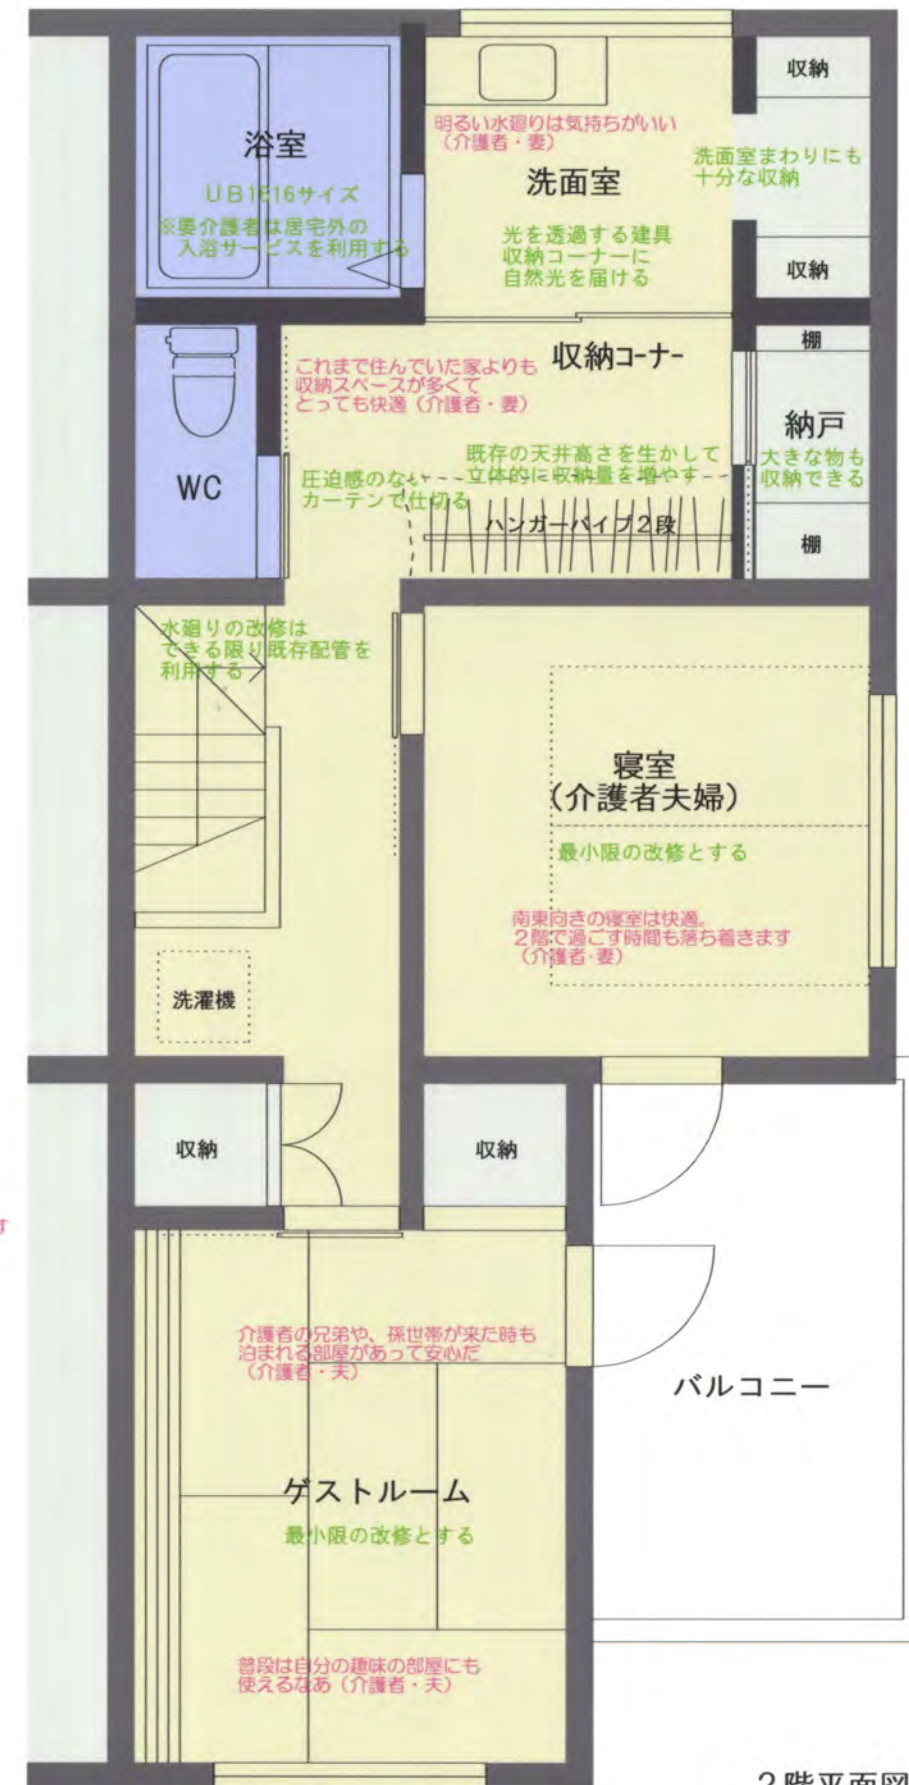 収納
浴室
明るい水廻りは気持ちがいい
（介護者・妻）
洗面室
洗面室まわりにも
十分な収納
UB1616サイズ
※要介護者は居宅外の
入浴サービスを利用する
光を透過する建具
収納コーナーに
自然光を届ける
収納
棚
収納コーナー
これまで住んでいた家よりも
収納スペースが多くて
とっても快適（介護者・妻）
納戸
大きな物も
収納できる
既存の天井高さを生かして
立体的に収納量を増やす
WC
圧迫感のない
カーテンで仕切る
ハンガーパイプ2段
棚
水廻りの改修は
できる限り既存配管を
利用する
寝室
（介護者夫婦）
最小限の改修とする
南東向きの寝室は快適。
2階で過ごす時間も落ち着きます
（介護者・妻）
洗濯機
収納
収納
す
介護者の兄弟や、孫世帯が来た時も
泊まれる部屋があって安心だ
（介護者・夫）
バルコニー
ゲストルーム
最小限の改修とする
普段は自分の趣味の部屋にも
使えるなあ（介護者・夫）
2階平面図